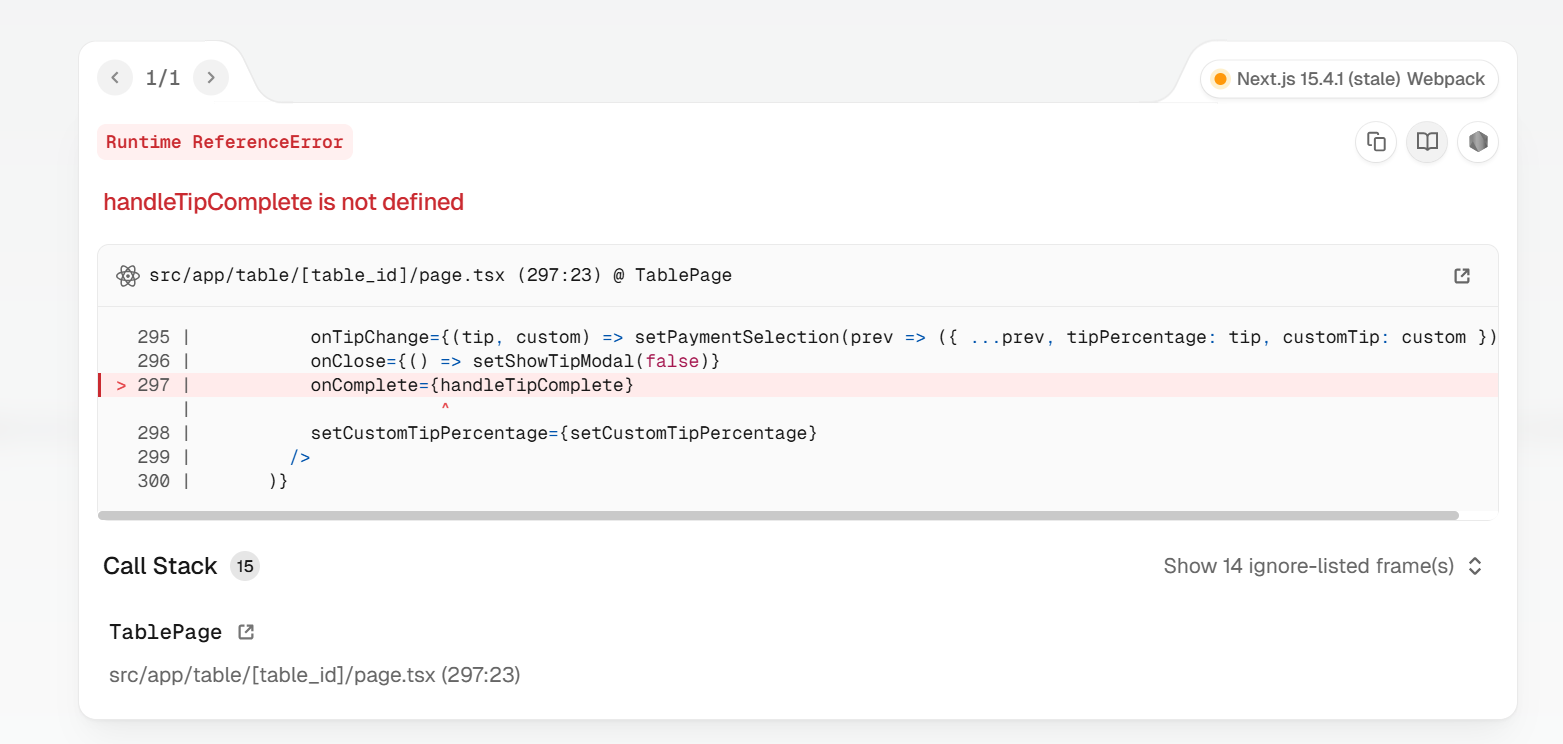 1/1
Next.js 15.4.1 (stale) Webpack
Runtime ReferenceError
handleTipComplete is not defined
src/app/table/[table_id]/page.tsx (297:23) @ TablePage
295 | onTipChange={(tip, custom) => setPaymentSelection(prev => ({ ...prev, tipPercentage: tip, customTip: custom })
296 | onClose={() => setShowTipModal(false)}
> 297 | onComplete={handleTipComplete}
| ^
298 | setCustomTipPercentage={setCustomTipPercentage}
299 | />
300 | )}
Call Stack 15
Show 14 ignore-listed frame(s)
TablePage
src/app/table/[table_id]/page.tsx (297:23)